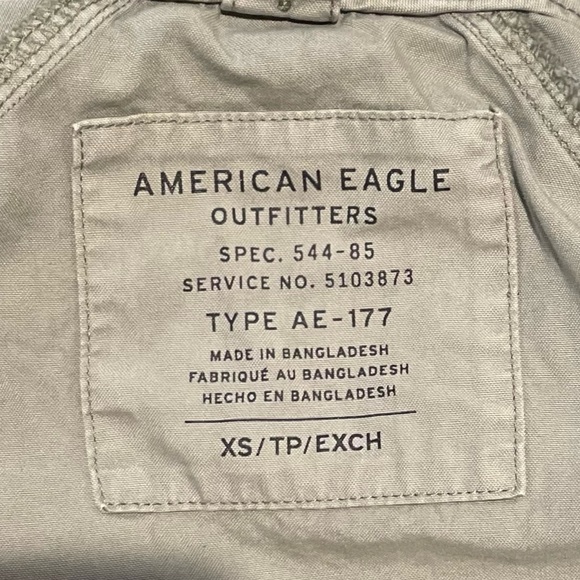 AMERICAN EAGLE
OUTFITTERS
SPEC. 544-85
SERVICE NO. 5103873
TYPE AE-177
MADE IN BANGLADESH
FABRIQUÉ AU BANGLADESH
HECHO EN BANGLADESH
XS/TP/EXCH